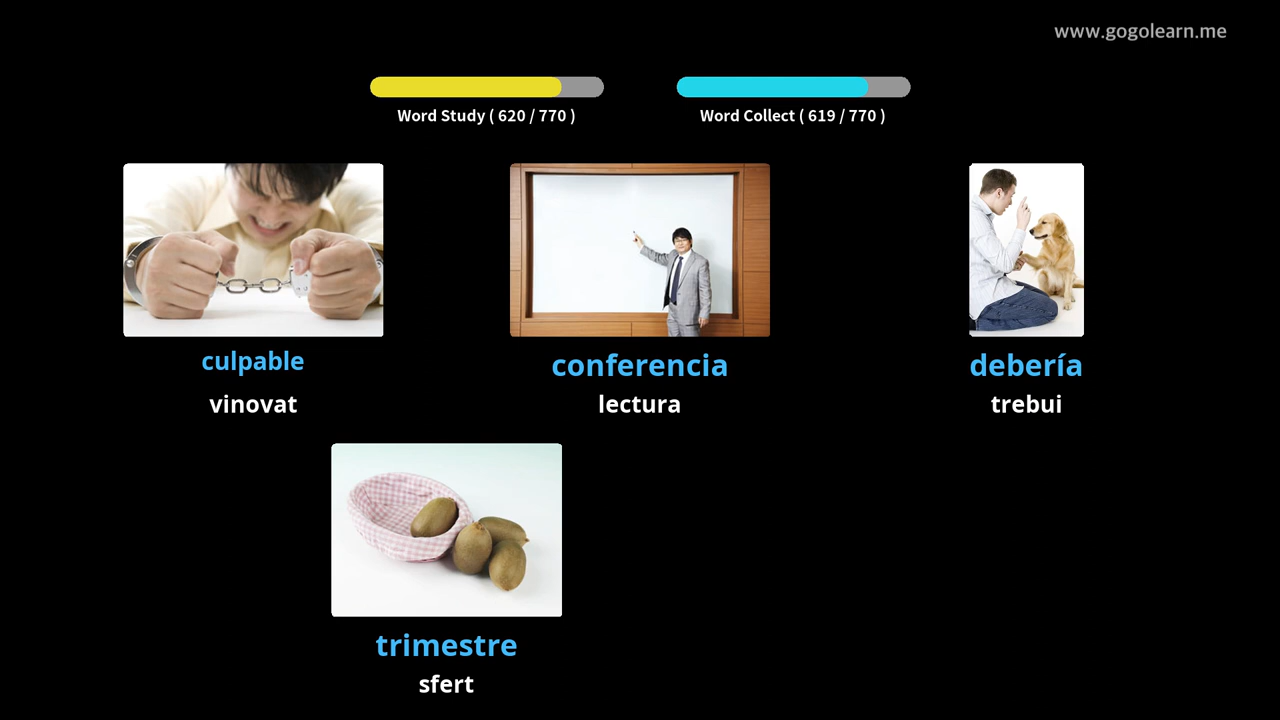 www.gogolearn.me
Word Study ( 620 / 770 )
Word Collect ( 619 / 770 )
culpable
vinovat
conferencia
lectura
debería
trebui
trimestre
sfert